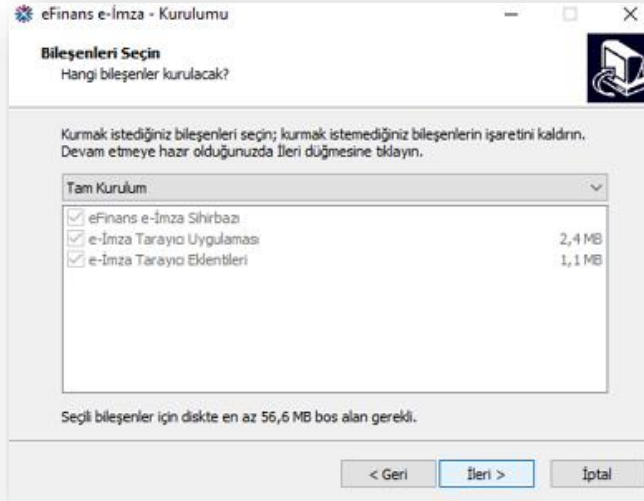 eFinans e-İmza - Kurulumu
Bileşenleri Seçin
Hangi bileşenler kurulacak?
Kurmak istediğiniz bileşenleri seçin; kurmak istemediğiniz bileşenlerin işaretini kaldırın.
Devam etmeye hazır olduğunuzda İleri düğmesine tıklayın.
Tam Kurulum
eFinans e-İmza Sihirbazı
e-İmza Tarayıcı Uygulaması 2,4 MB
e-İmza Tarayıcı Eklentileri 1,1 MB
Seçili bileşenler için diskte en az 56,6 MB bos alan gerekli.
< Geri İleri > İptal